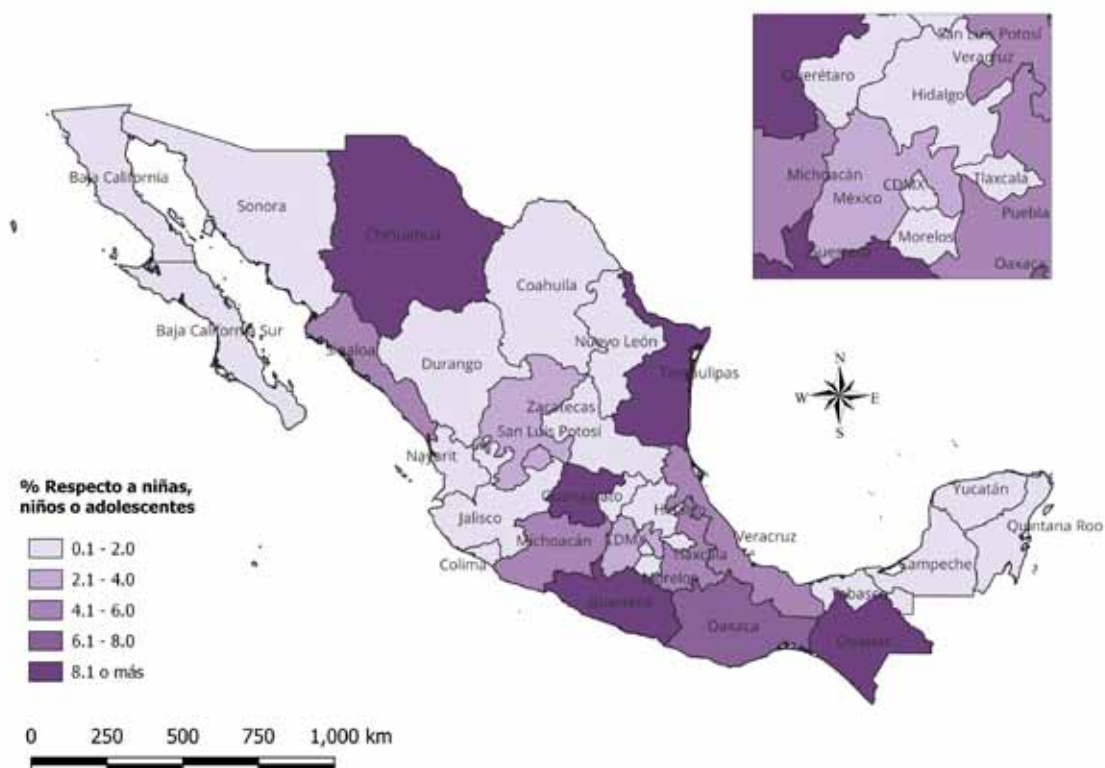 San Luis Potosí
Veracruz
Querétaro
Hidalgo
Michoacán
CDMX
Tlaxcala
México
Puebla
Morelos
Guerrero
Oaxaca
Baja California
Sonora
Chihuahua
Coahuila
Baja California Sur
Sinaloa
Nuevo León
Durango
Tamaulipas
N
W
E
S
Zacatecas
San Luis Potosí
Nayarit
% Respecto a niñas,
niños o adolescentes
0.1 - 2.0
2.1 - 4.0
4.1 - 6.0
6.1 - 8.0
8.1 o más
Guanajuato
Hidalgo
Jalisco
Yucatán
Quintana Roo
Michoacán
CDMX
Veracruz
Tlaxcala
Colima
Campeche
Morelos
Tabasco
Guerrero
Oaxaca
Chiapas
0 250 500 750 1,000 km